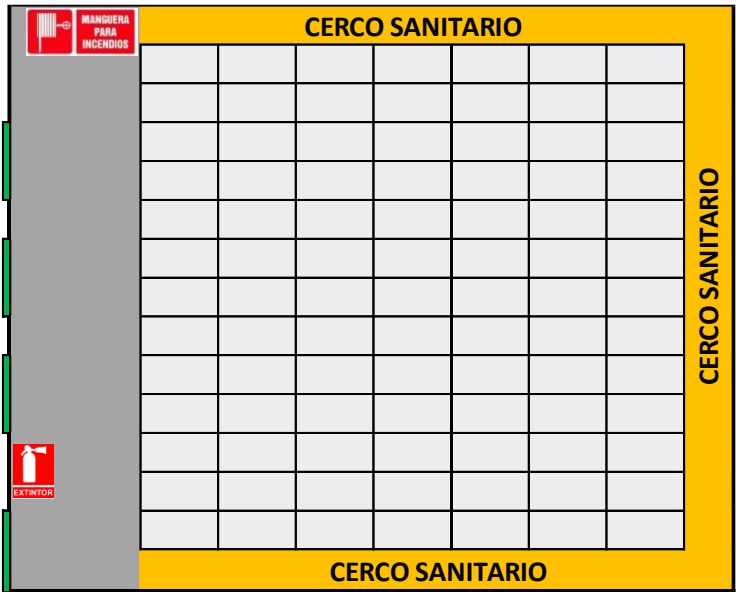 MANGUERA
PARA
INCENDIOS
CERCO SANITARIO
CERCO SANITARIO
EXTINTOR
CERCO SANITARIO